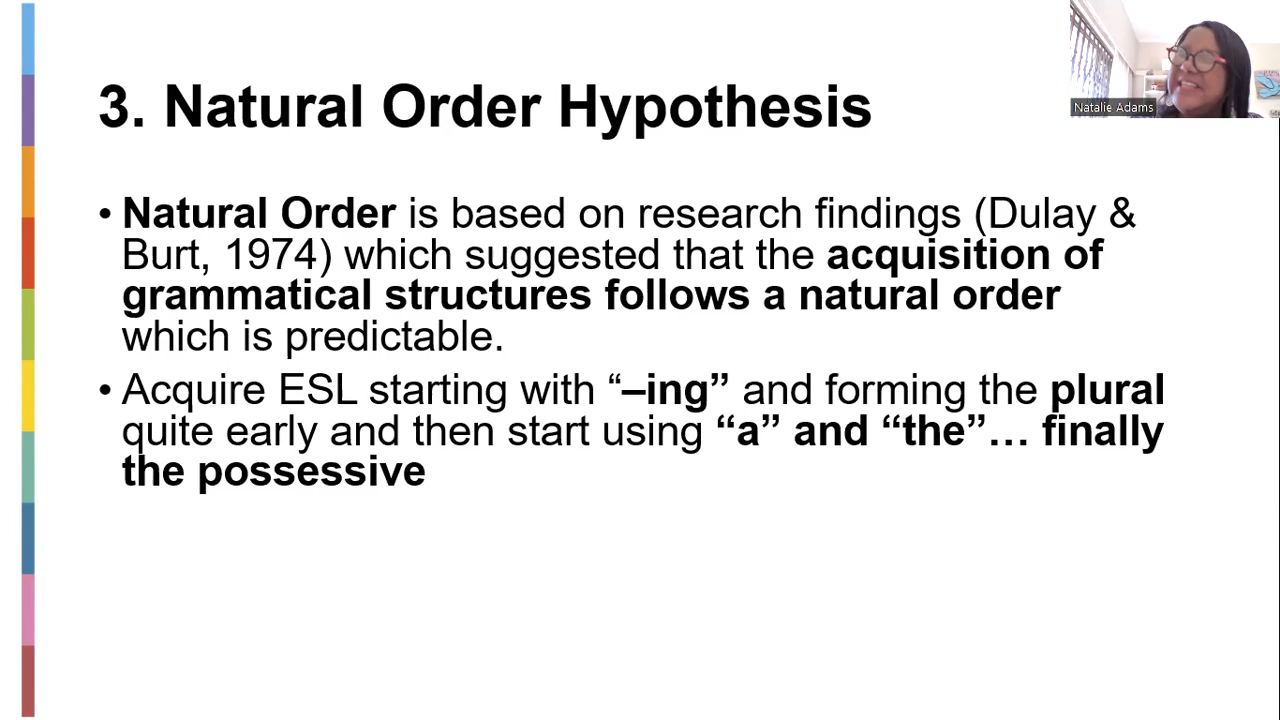 3. Natural Order Hypothesis
Natalie Adams
• Natural Order is based on research findings (Dulay &
Burt, 1974) which suggested that the acquisition of
grammatical structures follows a natural order
which is predictable.
• Acquire ESL starting with “–ing” and forming the plural
quite early and then start using “a” and “the”… finally
the possessive